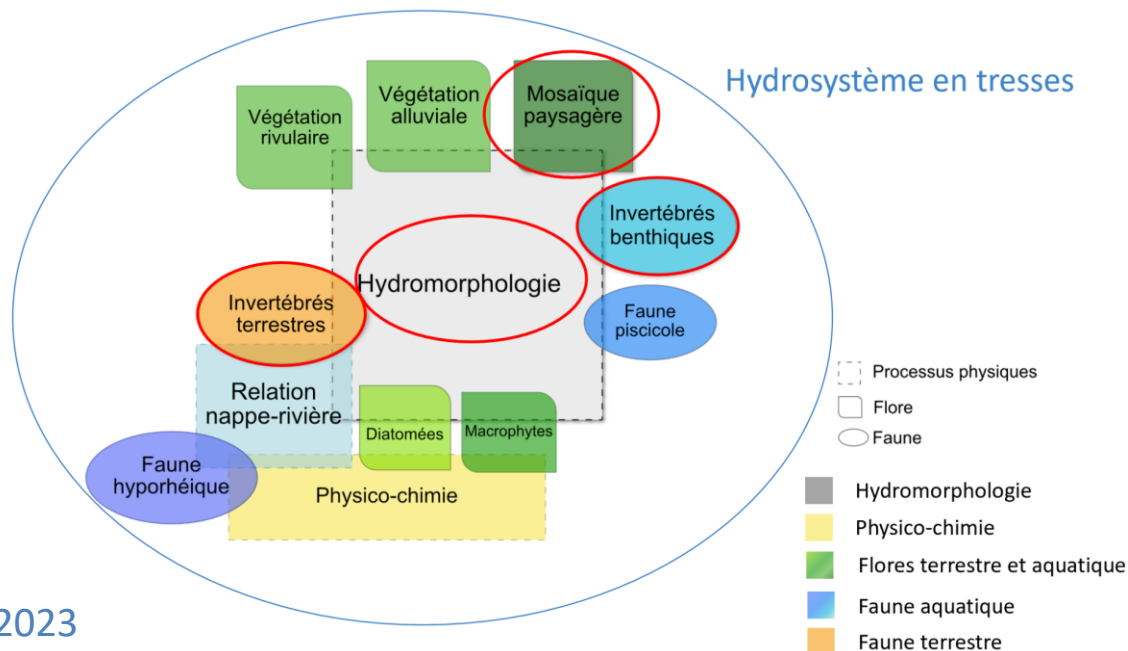 Hydrosystème en tresses
Végétation
rivulaire
Végétation
alluviale
Mosaïque
paysagère
Invertébrés
benthiques
Hydromorphologie
Invertébrés
terrestres
Faune
piscicole
Relation
nappe-rivière
Diatomées
Macrophytes
Faune
hyporhéique
Physico-chimie
Processus physiques
Flore
Faune
Hydromorphologie
Physico-chimie
Flores terrestre et aquatique
Faune aquatique
Faune terrestre
2023